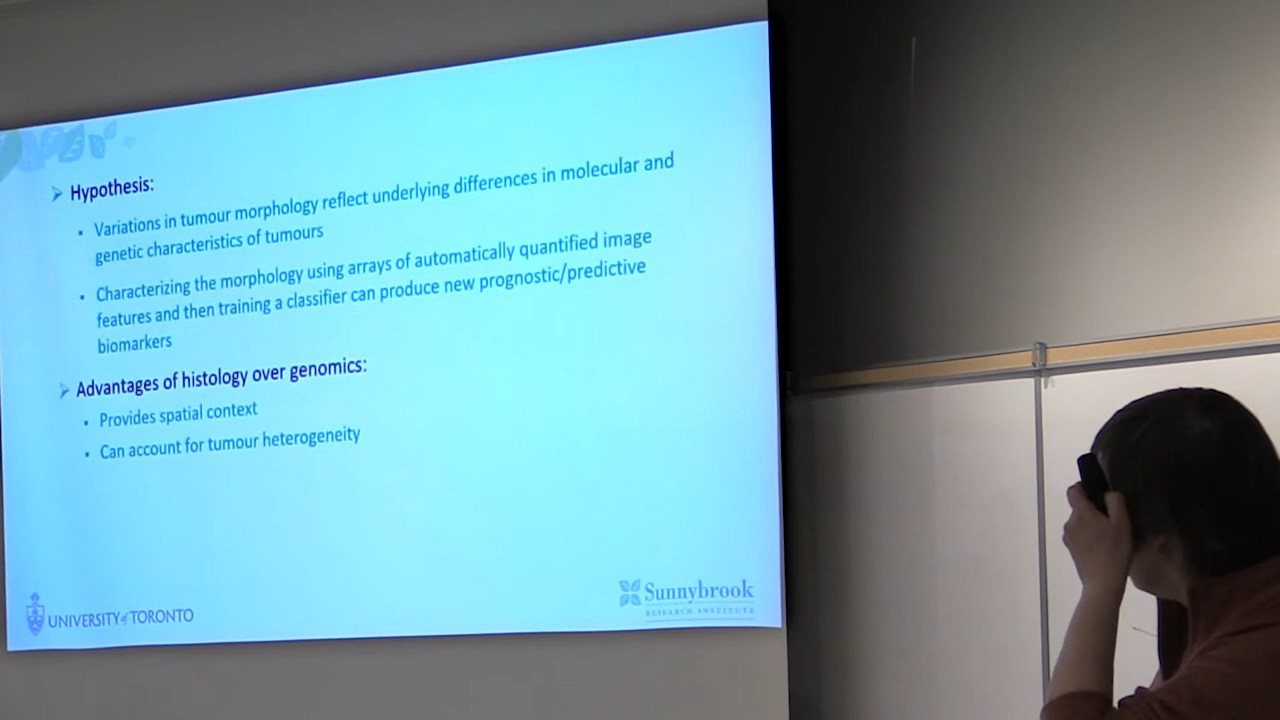 Hypothesis:
Variations in tumour morphology reflect underlying differences in molecular and
genetic characteristics of tumours
Characterizing the morphology using arrays of automatically quantified image
features and then training a classifier can produce new prognostic/predictive
biomarkers
Advantages of histology over genomics:
Provides spatial context
Can account for tumour heterogeneity
UNIVERSITY of TORONTO
Sunnybrook
RESEARCH INSTITUTE